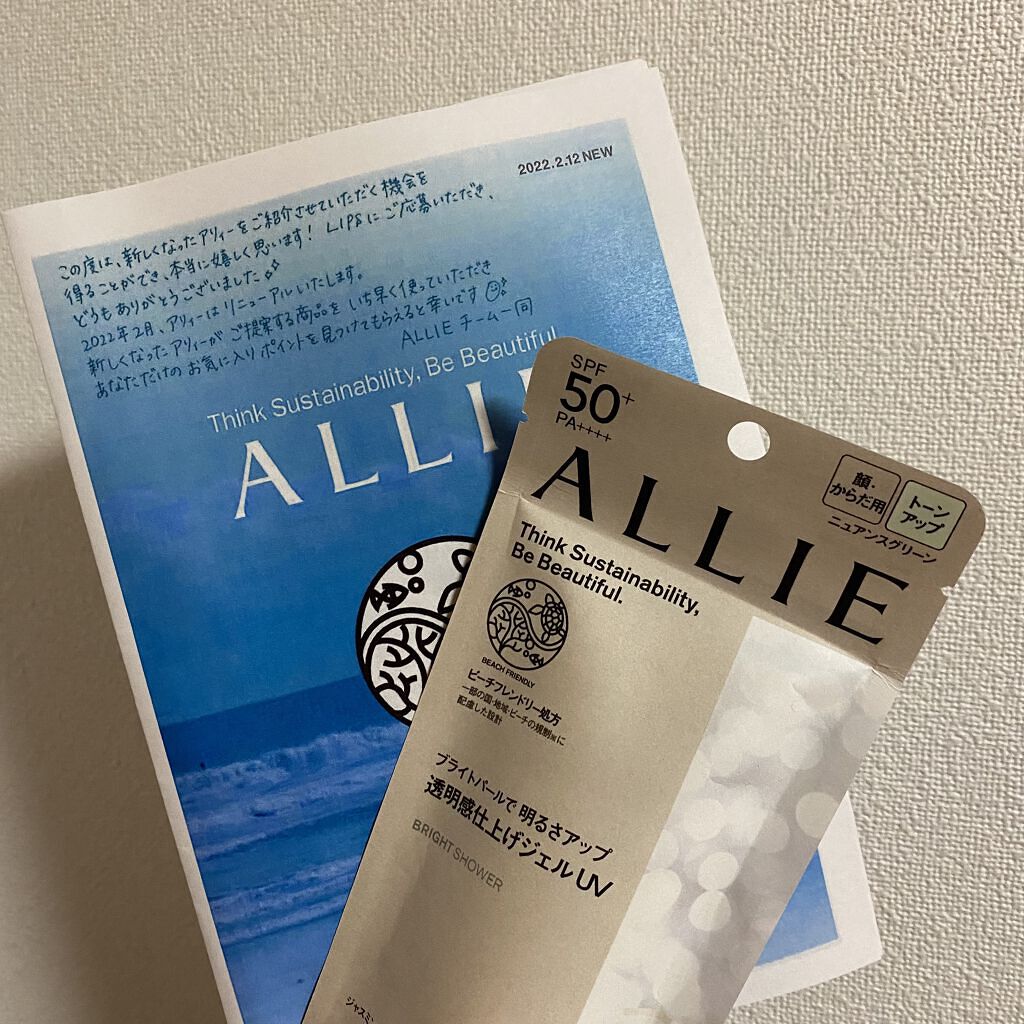 2022.2.12 NEW
この度は、新しくなったアリィーをご紹介させていただく機会を
得ることができ、本当に嬉しく思います！ LIPSにご応募いただき、
どうもありがとうございました
2022年2月、アリィーはリニューアルいたします。
新しくなったアリィーが ご提案する商品を いち早く使っていただき
あなただけの お気に入りポイントを見つけてもらえると幸いです
ALLIE チーム一同
Think Sustainability, Be Beautiful
ALLIE
SPF
50+
PA++++
ALLIE
顔・
からだ用
トーン
アップ
ニュアンスグリーン
Think Sustainability,
Be Beautiful.
BEACH FRIENDLY
ビーチフレンドリー処方
一部の国・地域・ビーチの規制に
配慮した設計
ブライトパールで 明るさアップ
透明感仕上げジェル UV
BRIGHT SHOWER
ジャスミン